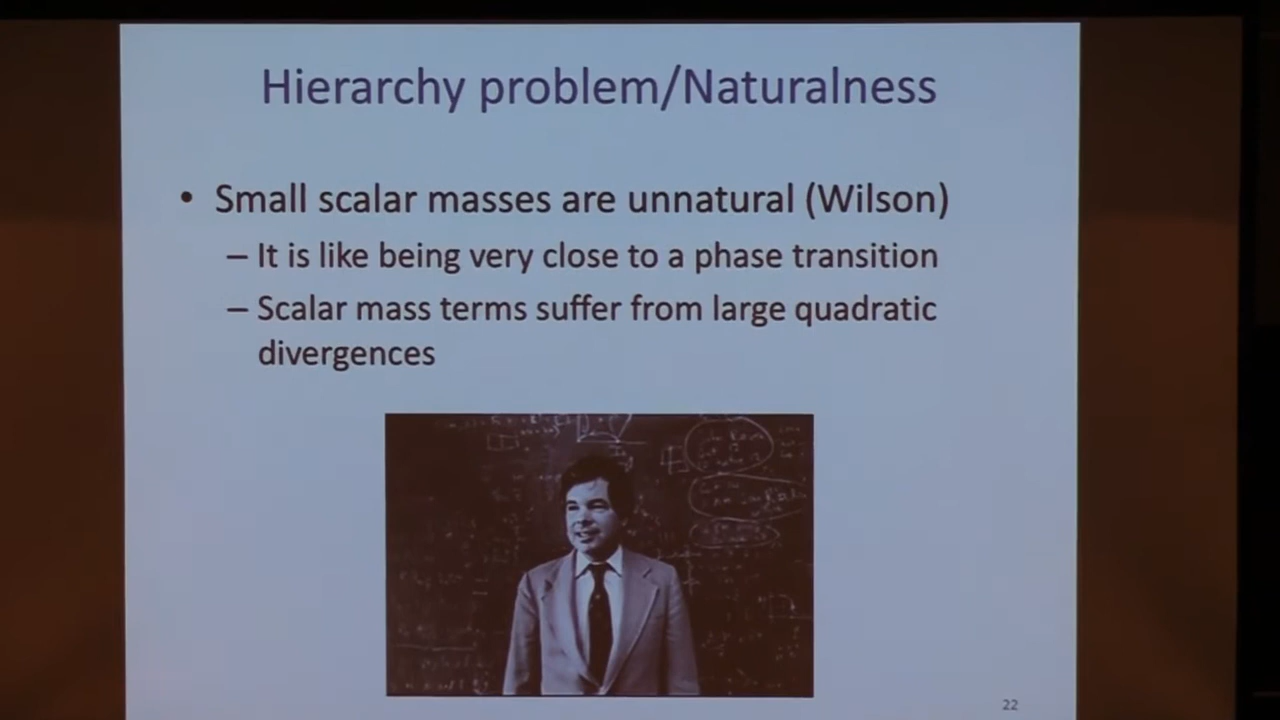 Hierarchy problem/Naturalness
• Small scalar masses are unnatural (Wilson)
– It is like being very close to a phase transition
– Scalar mass terms suffer from large quadratic
divergences
22